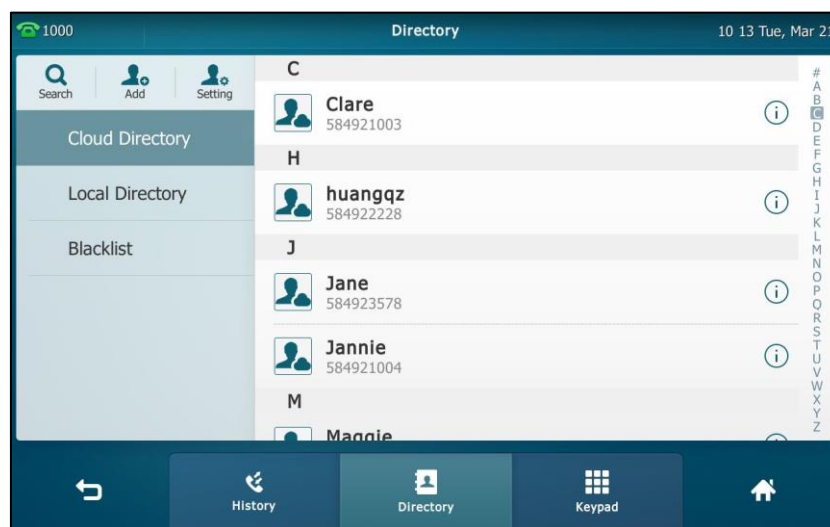 1000
Directory
10 13 Tue, Mar 21
Search
Add
Setting
Cloud Directory
Local Directory
Blacklist
C
Clare
584921003
H
huangqz
584922228
J
Jane
584923578
Jannie
584921004
M
Maggie
#
A
B
C
D
E
F
G
H
I
J
K
L
M
N
O
P
Q
R
S
T
U
V
W
X
Y
Z
History
Directory
Keypad